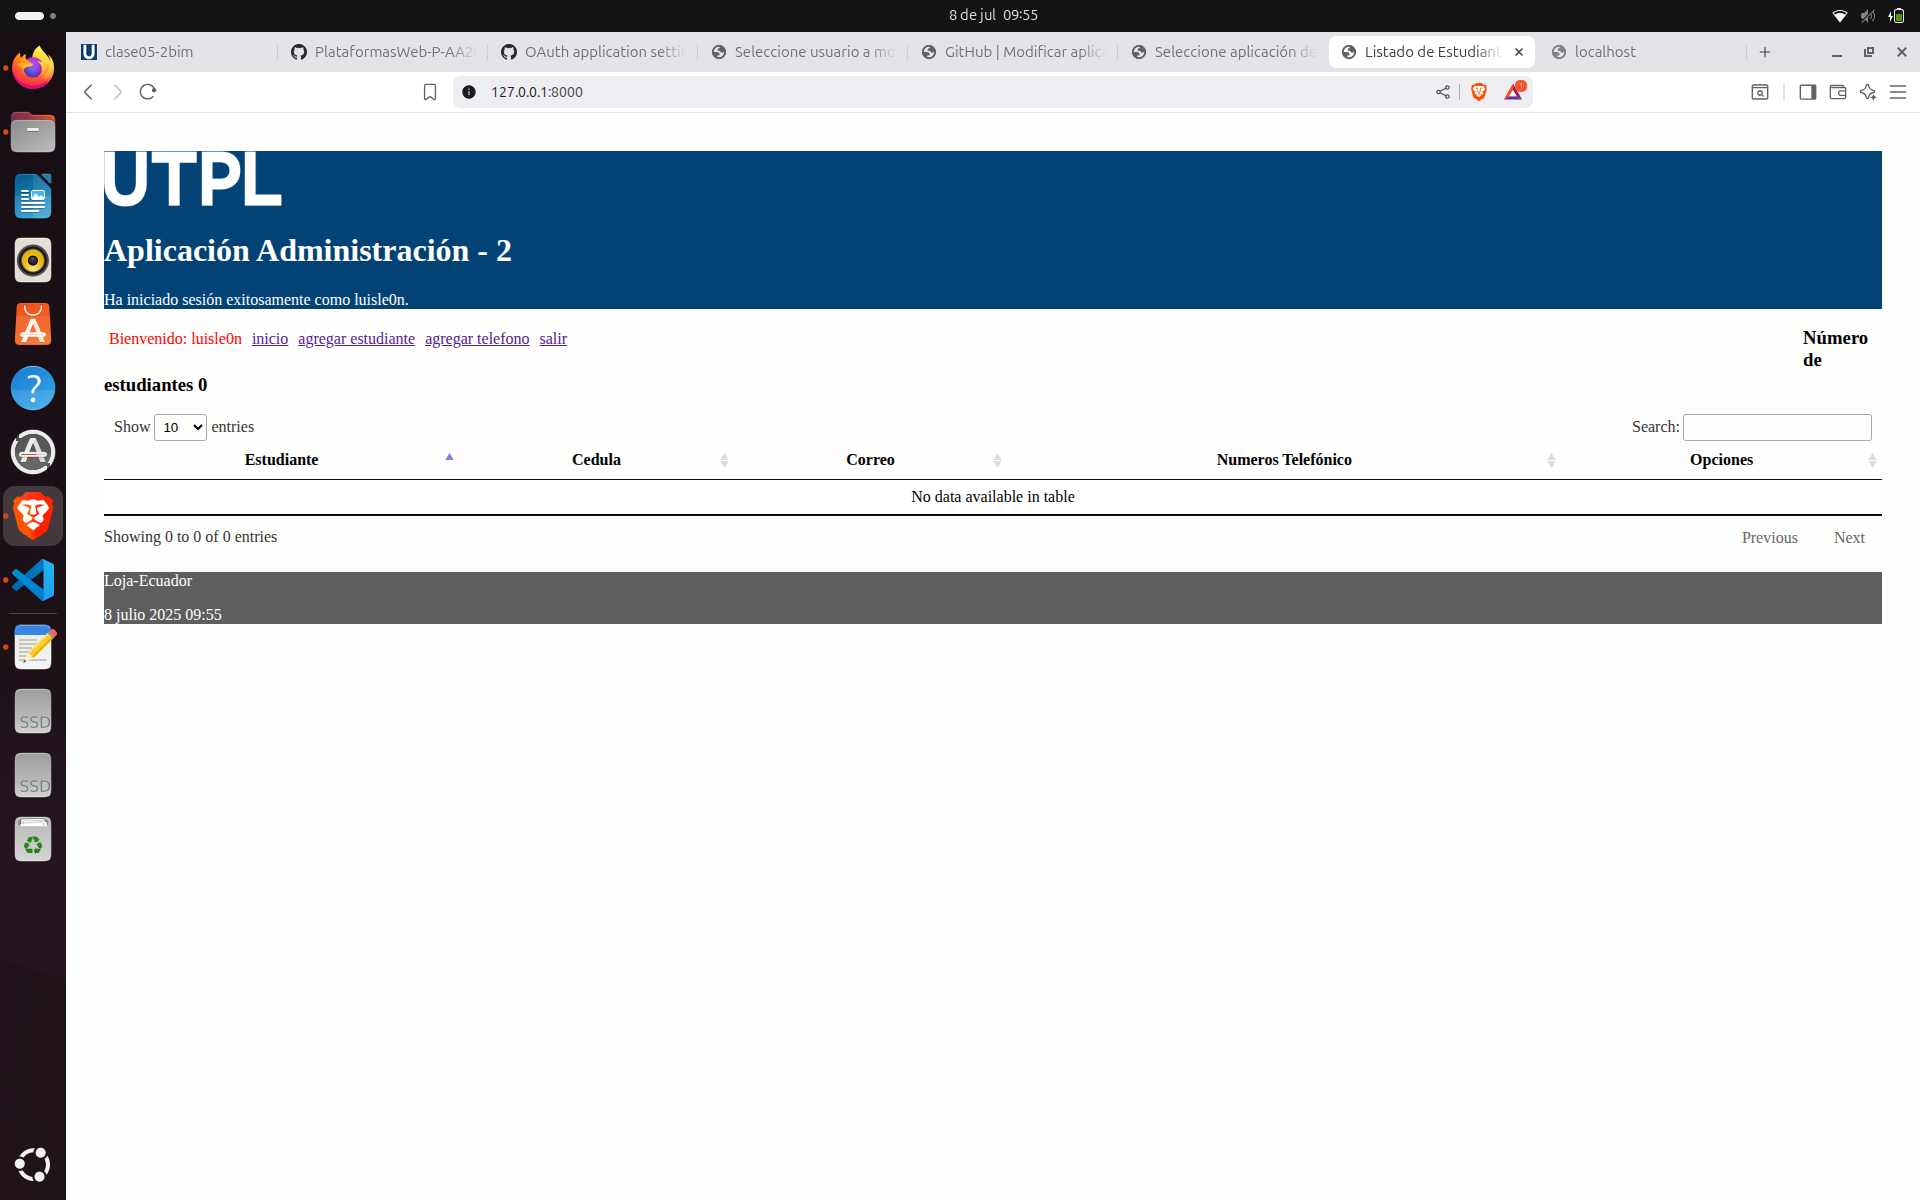 8 de jul 09:55
clase05-2bim
PlataformasWeb-P-AA2
OAuth application settin
Seleccione usuario a mo
GitHub | Modificar aplica
Seleccione aplicación de
Listado de Estudiant
localhost
127.0.0.1:8000
1
UTPL
Aplicación Administración - 2
Ha iniciado sesión exitosamente como luisle0n.
Bienvenido: luisle0n inicio agregar estudiante agregar telefono salir
Número
de
estudiantes 0
Show 10 entries
Search:
Estudiante Cedula Correo Numeros Telefónico Opciones
No data available in table
Showing 0 to 0 of 0 entries
Previous Next
Loja-Ecuador
8 julio 2025 09:55
SSD
SSD